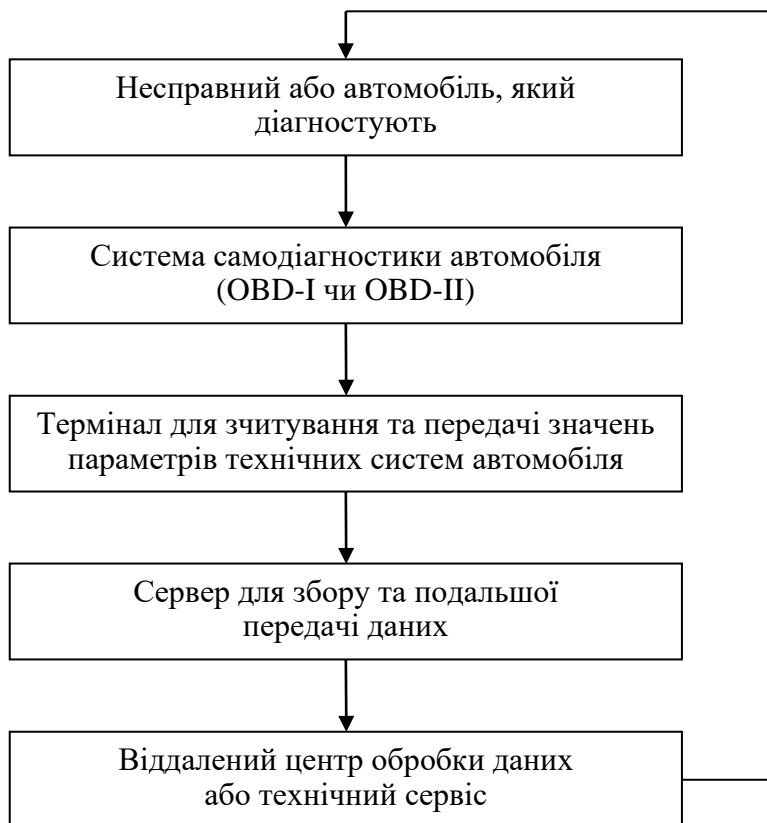 Несправний або автомобіль, який
діагностують
Система самодіагностики автомобіля
(OBD-I чи OBD-II)
Термінал для зчитування та передачі значень
параметрів технічних систем автомобіля
Сервер для збору та подальшої
передачі даних
Віддалений центр обробки даних
або технічний сервіс